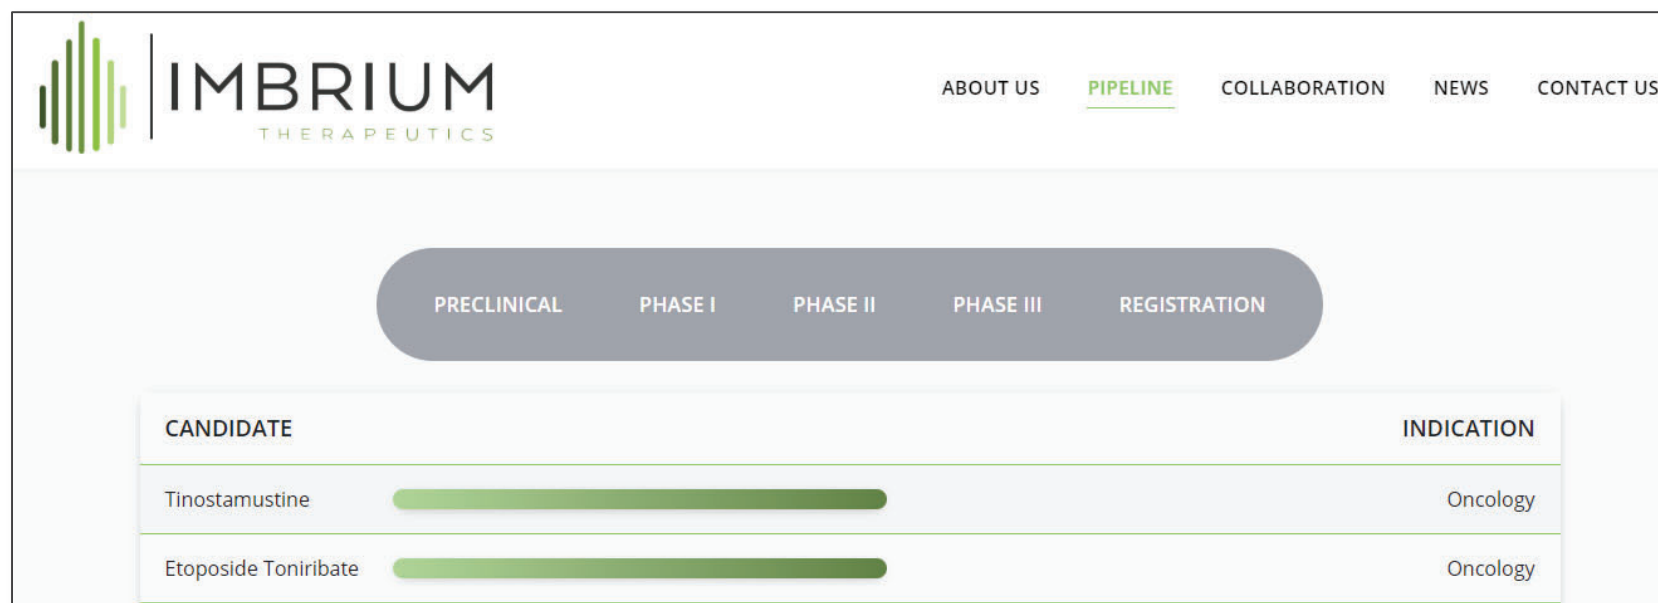 IMBRIUM
THERAPEUTICS
ABOUT US PIPELINE COLLABORATION NEWS CONTACT US
PRECLINICAL PHASE I PHASE II PHASE III REGISTRATION
CANDIDATE INDICATION
Tinostamustine Oncology
Etoposide Toniribate Oncology